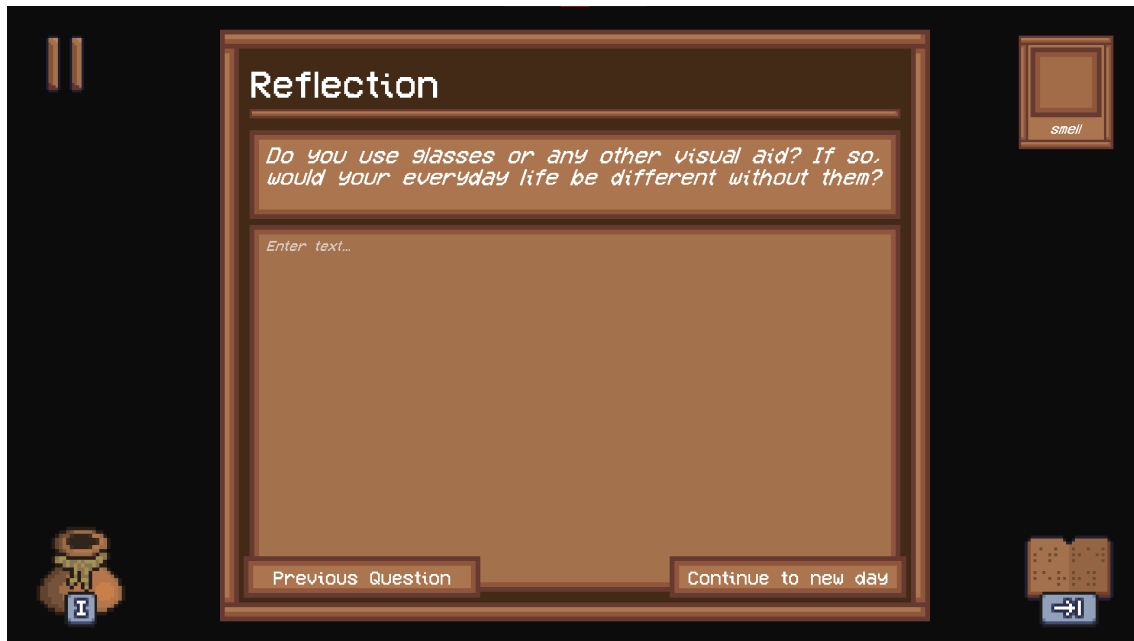 Reflection
smell
Do you use glasses or any other visual aid? If so,
would your everyday life be different without them?
Enter text...
Previous Question
Continue to new day
I